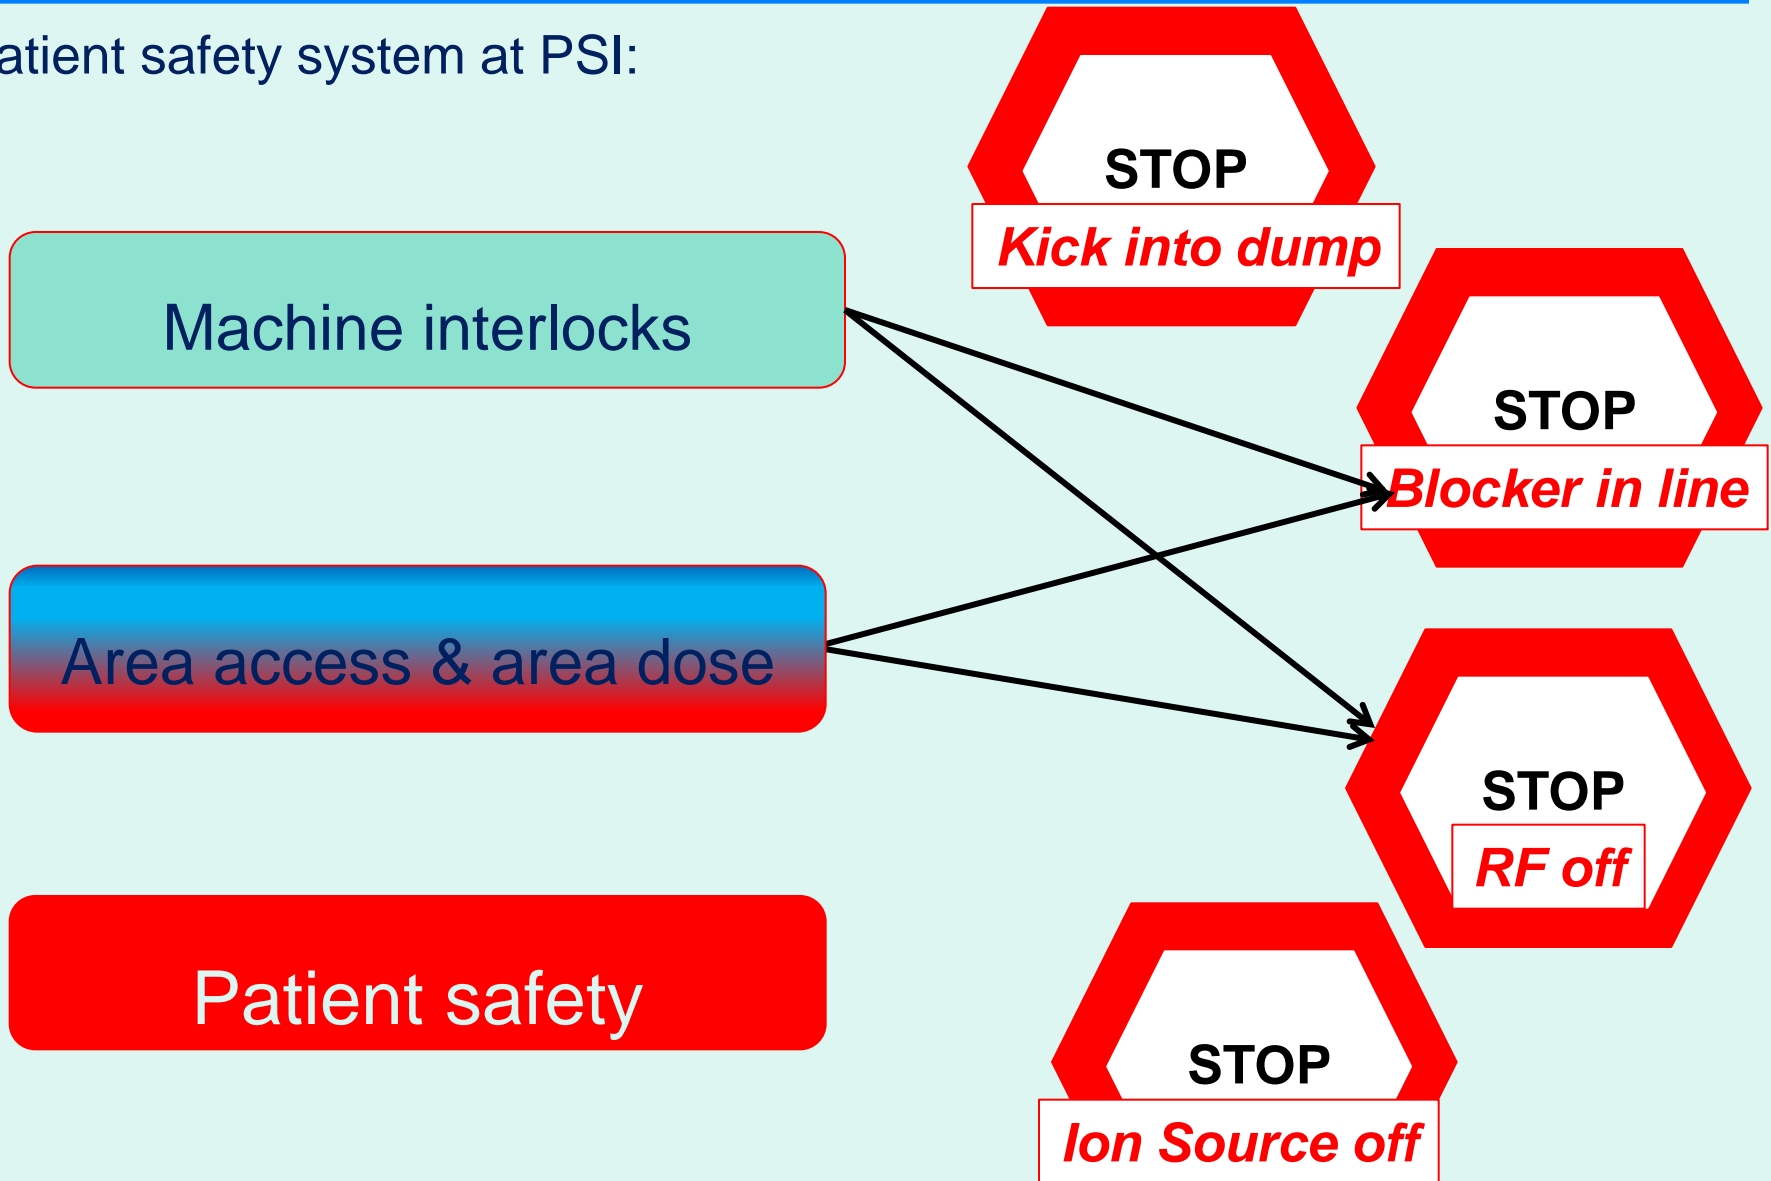 atient safety system at PSI:
STOP
Kick into dump
Machine interlocks
STOP
Blocker in line
Area access & area dose
STOP
RF off
Patient safety
STOP
Ion Source off